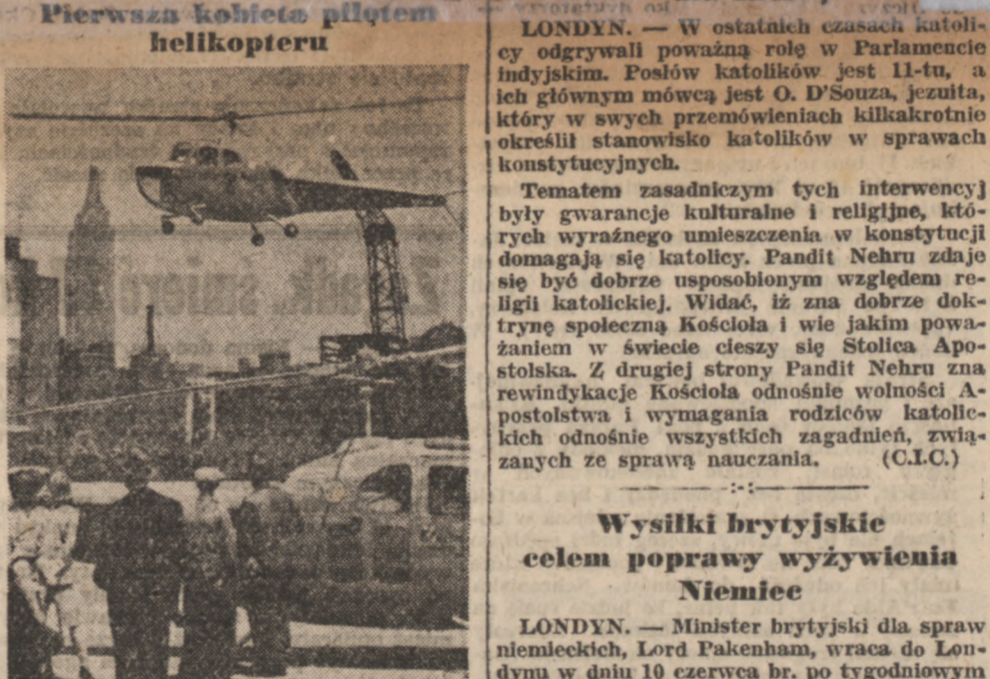 Pierwsza kobieta pilotem
helikopteru
LONDYN. — W ostatnich czasach katoli-
cy odgrywali poważną rolę w Parlamencie
indyjskim. Posłów katolików jest 11-tu, a
ich głównym mówcą jest O. D'Souza, jezuita,
który w swych przemówieniach kilkakrotnie
określił stanowisko katolików w sprawach
konstytucyjnych.
Tematem zasadniczym tych interwencyj
były gwarancje kulturalne i religijne, któ-
rych wyraźnego umieszczenia w konstytucji
domagają się katolicy. Pandit Nehru zdaje
się być dobrze usposobionym względem re-
ligii katolickiej. Widać, iż zna dobrze dok-
trynę społeczną Kościoła i wie jakim powa-
żaniem w świecie cieszy się Stolica Apo-
stolska. Z drugiej strony Pandit Nehru zna
rewindykacje Kościoła odnośnie wolności A-
postolstwa i wymagania rodziców katolic-
kich odnośnie wszystkich zagadnień, zwią-
zanych ze sprawą nauczania. (C.I.C.)
Wysiłki brytyjskie
celem poprawy wyżywienia
Niemiec
LONDYN. — Minister brytyjski dla spraw
niemieckich, Lord Pakenham, wraca do Lon-
dynu w dniu 10 czerwca br. po tygodniowym